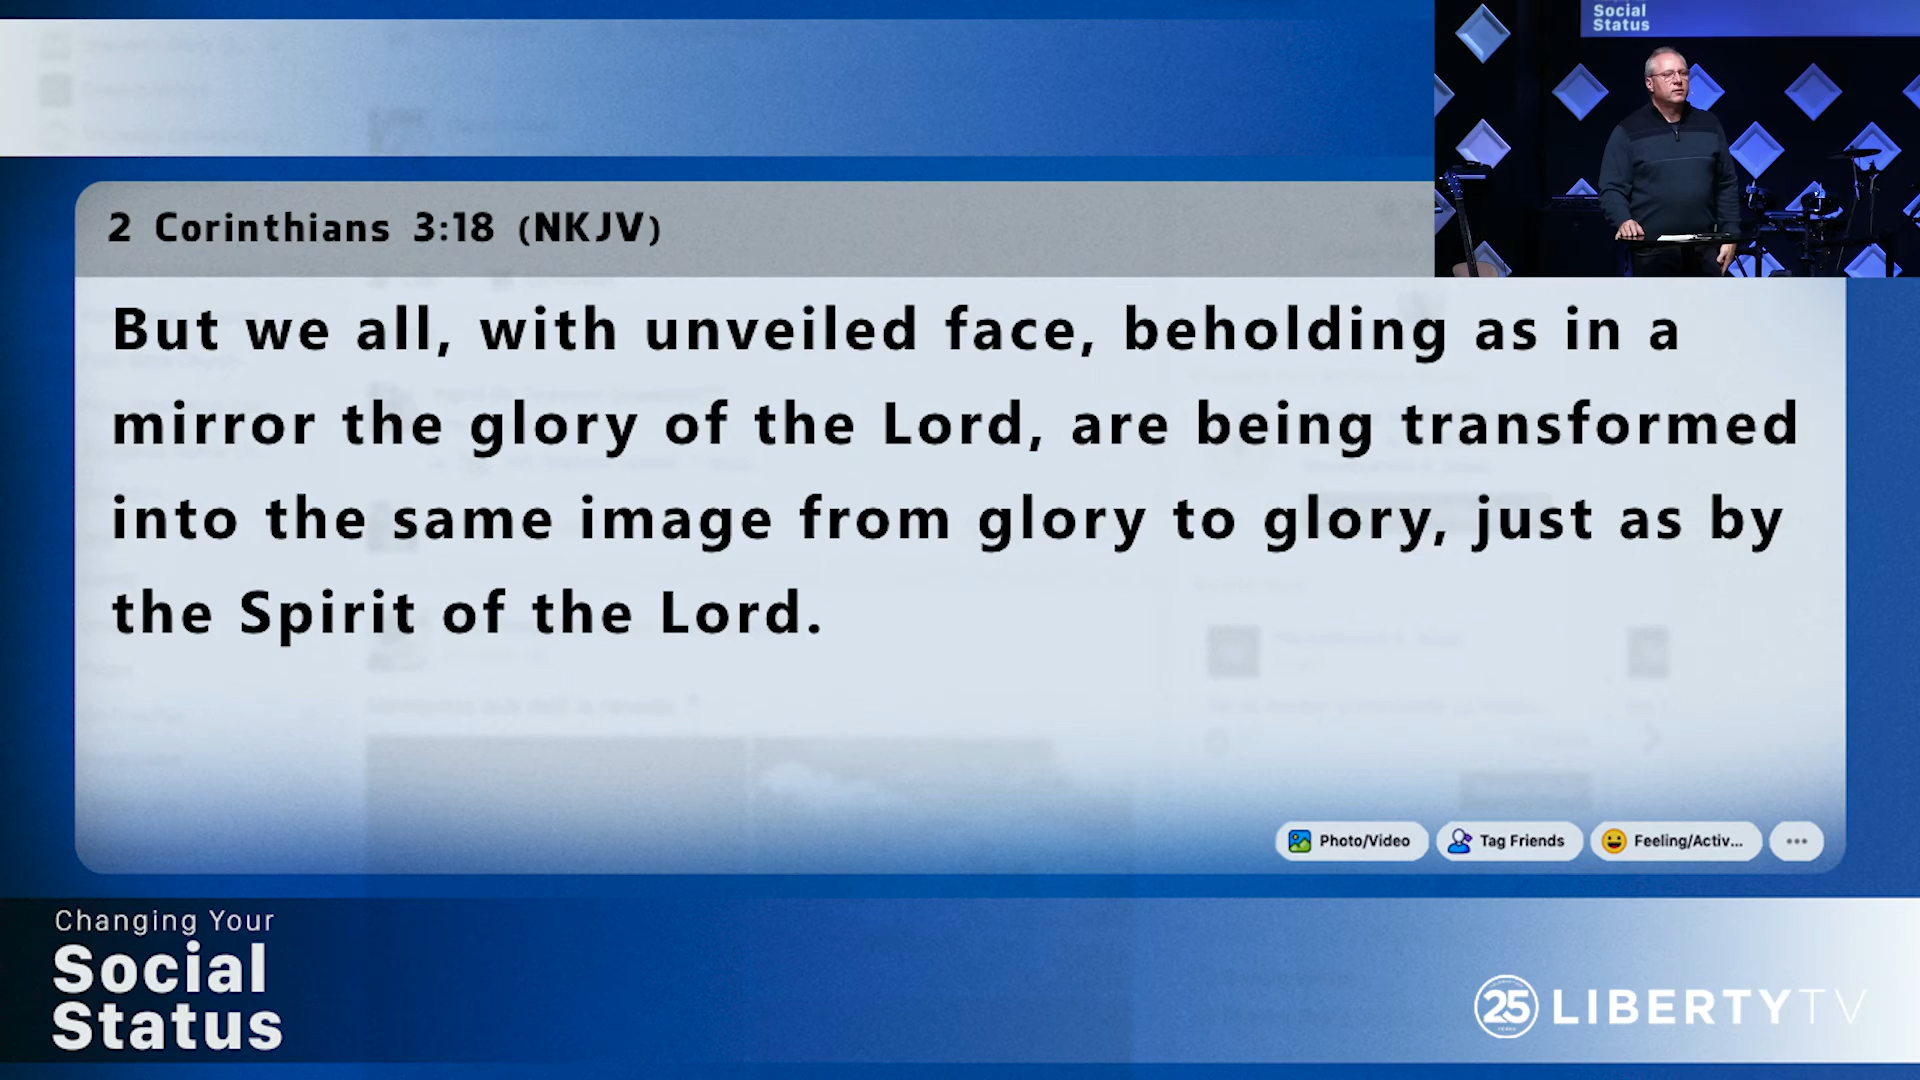 Social
Status
2 Corinthians 3:18 (NKJV)
But we all, with unveiled face, beholding as in a
mirror the glory of the Lord, are being transformed
into the same image from glory to glory, just as by
the Spirit of the Lord.
Photo/Video
Tag Friends
Feeling/Activ...
Changing Your
Social
Status
25
YEARS
LIBERTYTV